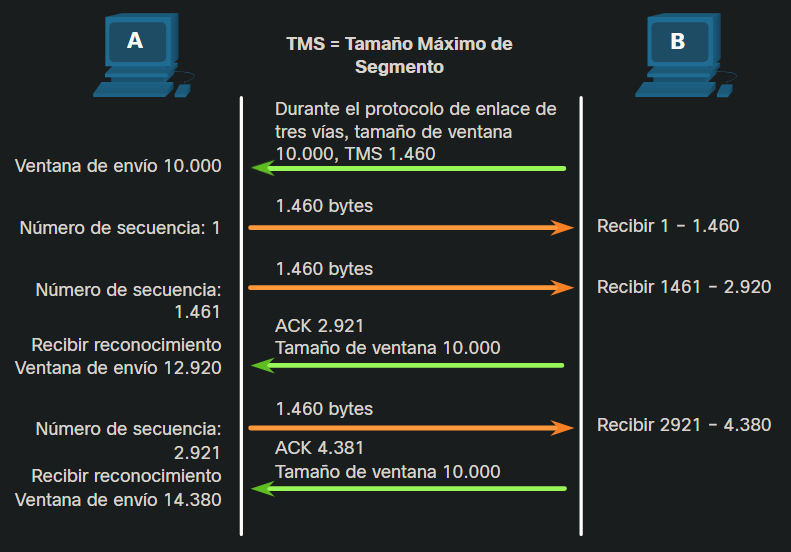 A
B
TMS = Tamaño Máximo de
Segmento
Durante el protocolo de enlace de
tres vías, tamaño de ventana
10.000, TMS 1.460
Ventana de envío 10.000
1.460 bytes
Número de secuencia: 1
Recibir 1 – 1.460
1.460 bytes
Número de secuencia:
1.461
Recibir 1461 – 2.920
ACK 2.921
Tamaño de ventana 10.000
Recibir reconocimiento
Ventana de envío 12.920
1.460 bytes
Número de secuencia:
2.921
Recibir 2921 – 4.380
ACK 4.381
Tamaño de ventana 10.000
Recibir reconocimiento
Ventana de envío 14.380